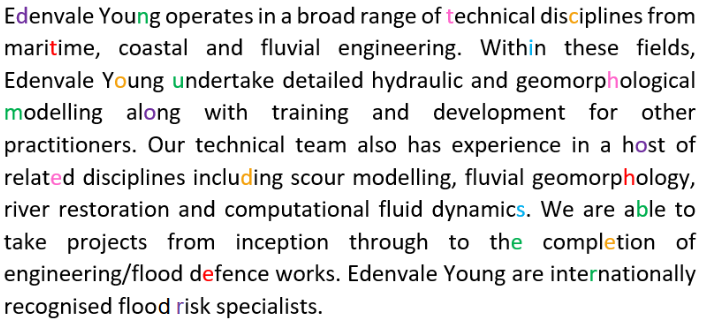 Edenvale Young operates in a broad range of technical disciplines from
maritime, coastal and fluvial engineering. Within these fields,
Edenvale Young undertake detailed hydraulic and geomorphological
modelling along with training and development for other
practitioners. Our technical team also has experience in a host of
related disciplines including scour modelling, fluvial geomorphology,
river restoration and computational fluid dynamics. We are able to
take projects from inception through to the completion of
engineering/flood defence works. Edenvale Young are internationally
recognised flood risk specialists.